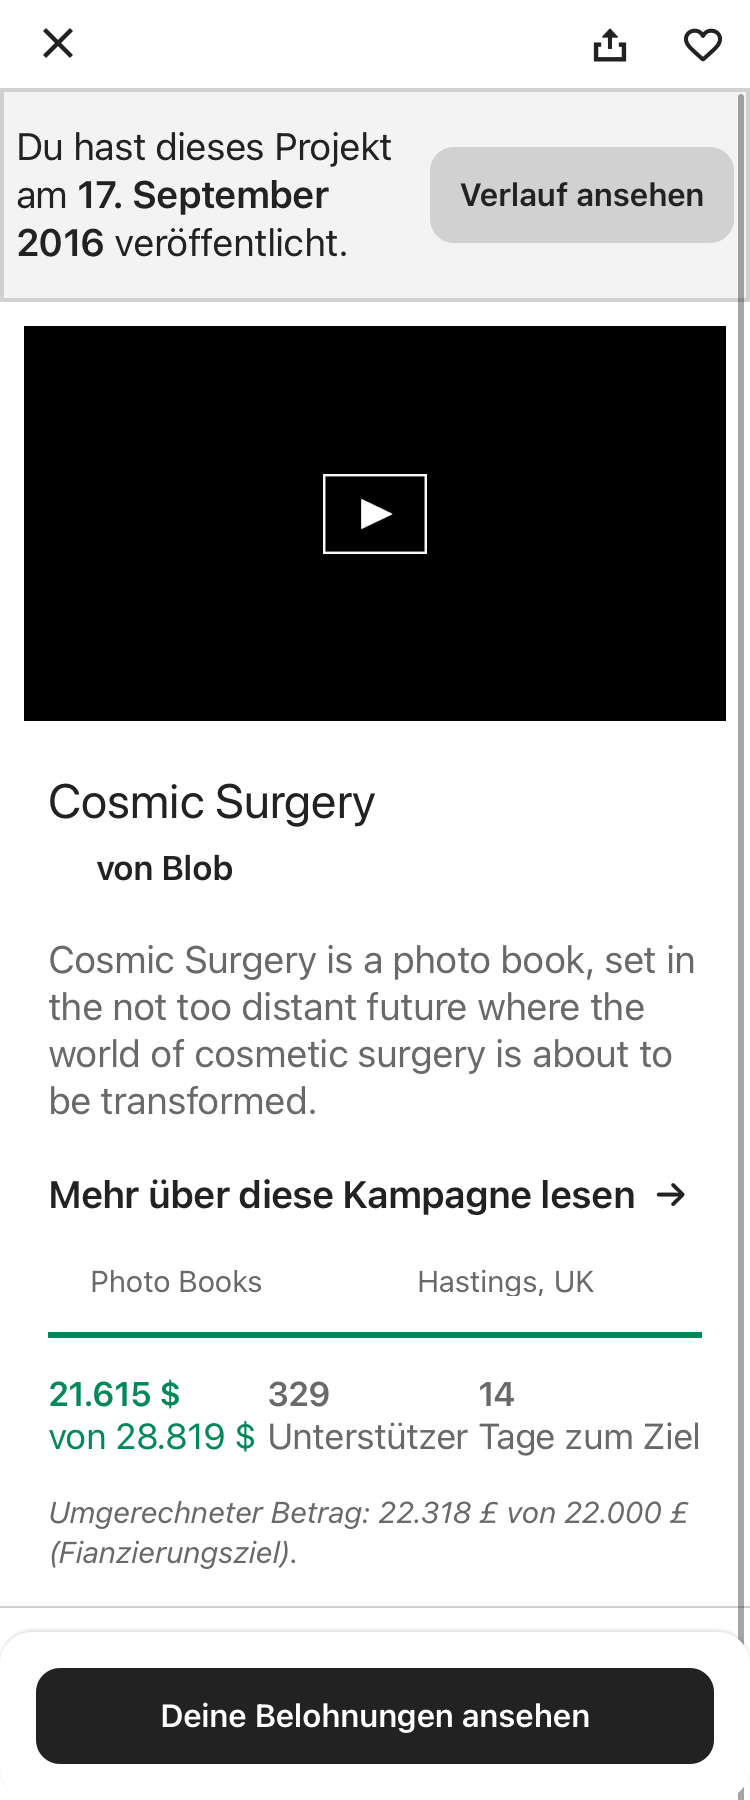 Du hast dieses Projekt
am 17. September
2016 veröffentlicht.
Verlauf ansehen
Cosmic Surgery
von Blob
Cosmic Surgery is a photo book, set in
the not too distant future where the
world of cosmetic surgery is about to
be transformed.
Mehr über diese Kampagne lesen →
Photo Books
Hastings, UK
21.615 $
von 28.819 $
329
Unterstützer
14
Tage zum Ziel
Umgerechneter Betrag: 22.318 £ von 22.000 £
(Fianzierungsziel).
Deine Belohnungen ansehen